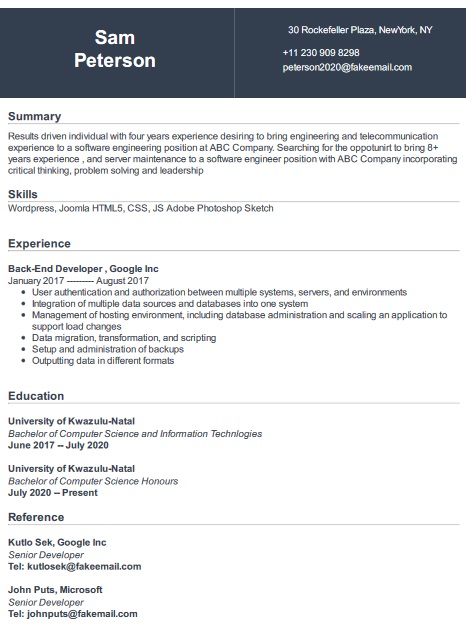 Sam
Peterson
30 Rockefeller Plaza, NewYork, NY
+11 230 909 8298
peterson2020@fakeemail.com
Summary
Results driven individual with four years experience desiring to bring engineering and telecommunication
experience to a software engineering position at ABC Company. Searching for the oppotunirt to bring 8+
years experience , and server maintenance to a software engineer position with ABC Company incorporating
critical thinking, problem solving and leadership
Skills
Wordpress, Joomla HTML5, CSS, JS Adobe Photoshop Sketch
Experience
Back-End Developer , Google Inc
January 2017 --------- August 2017
• User authentication and authorization between multiple systems, servers, and environments
• Integration of multiple data sources and databases into one system
• Management of hosting environment, including database administration and scaling an application to
support load changes
• Data migration, transformation, and scripting
• Setup and administration of backups
• Outputting data in different formats
Education
University of Kwazulu-Natal
Bachelor of Computer Science and Information Technlogies
June 2017 -- July 2020
University of Kwazulu-Natal
Bachelor of Computer Science Honours
July 2020 -- Present
Reference
Kutlo Sek, Google Inc
Senior Developer
Tel: kutlosek@fakeemail.com
John Puts, Microsoft
Senior Developer
Tel: johnputs@fakemail.com